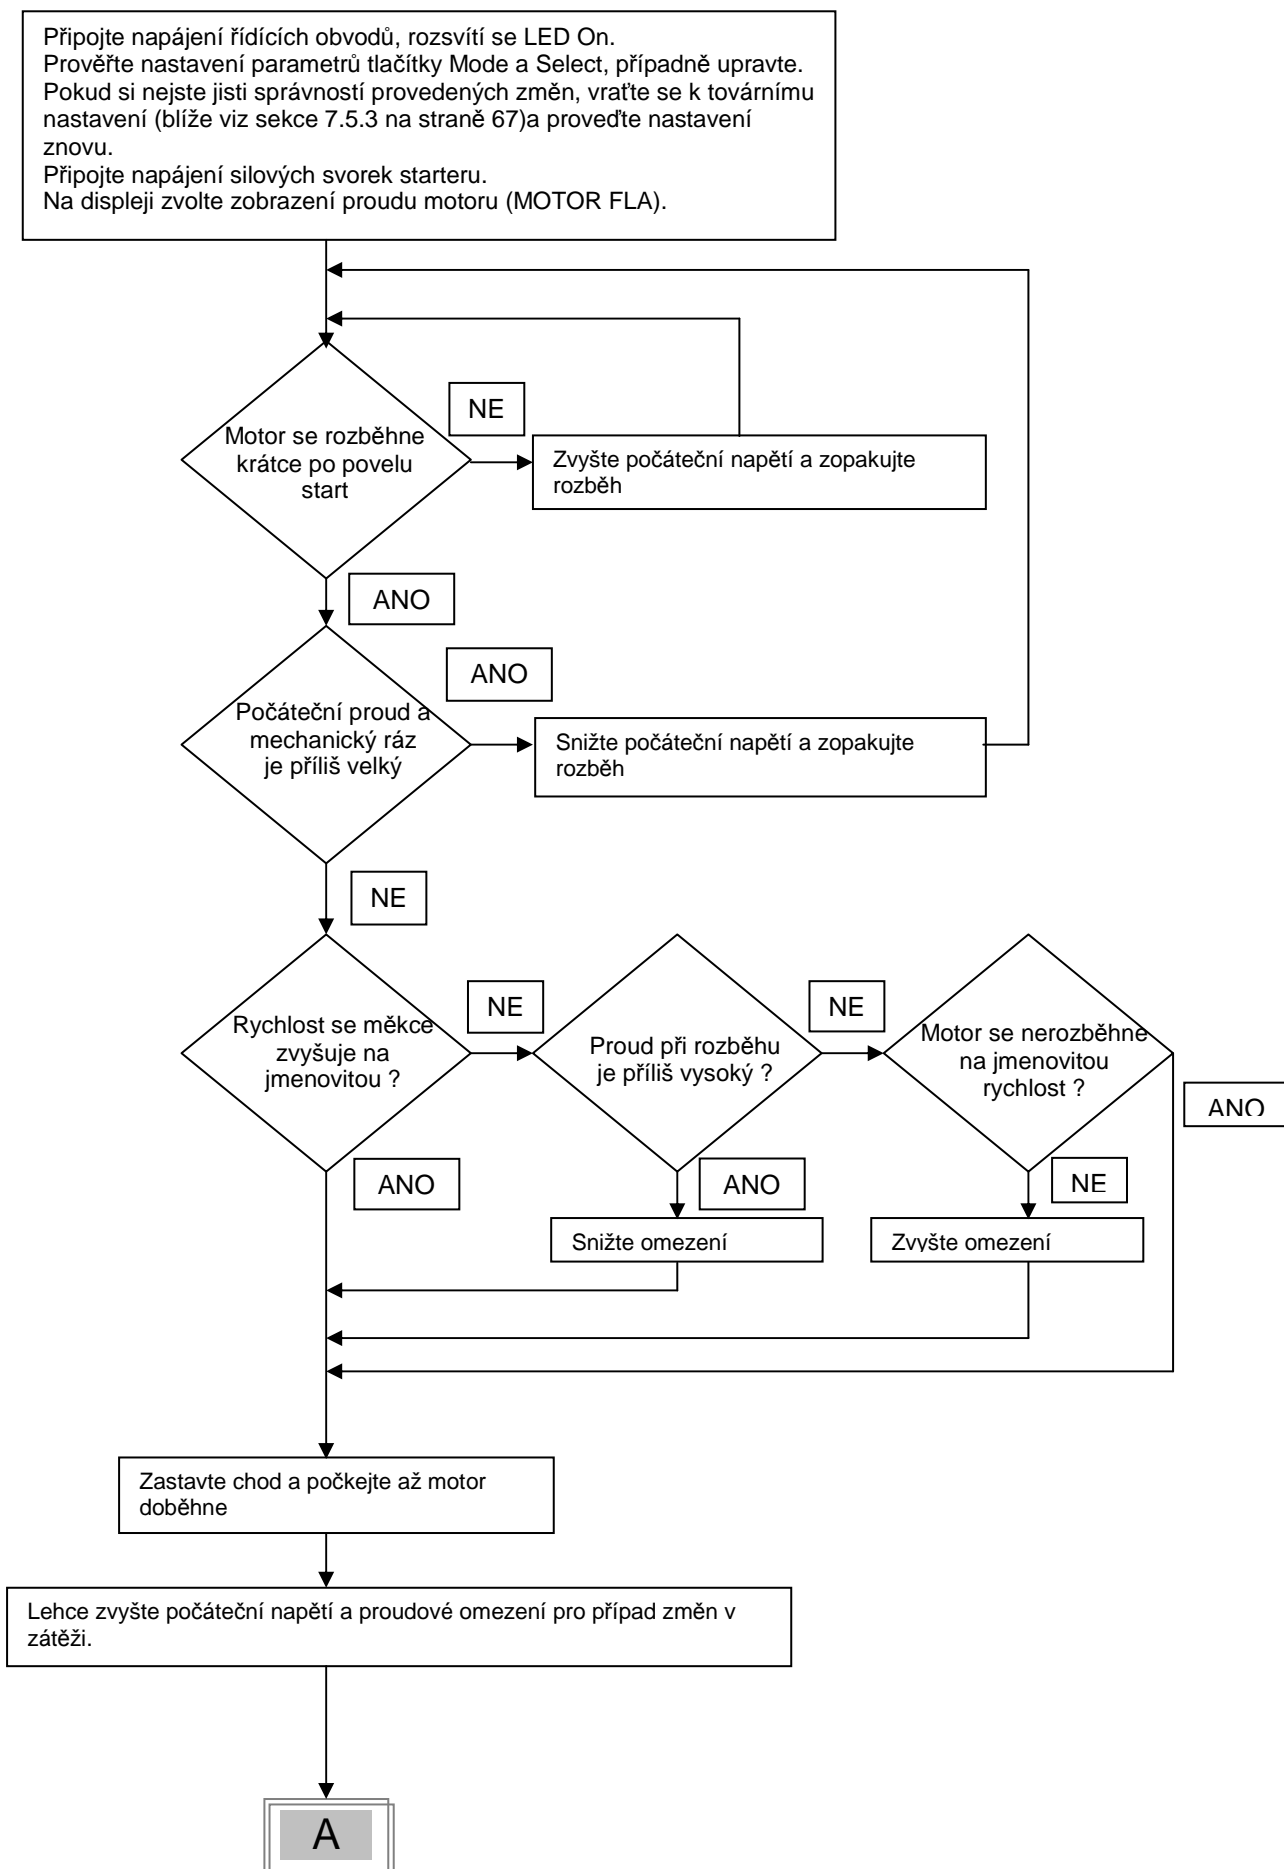 Připojte napájení řídících obvodů, rozsvítí se LED On.
Prověřte nastavení parametrů tlačítky Mode a Select, případně upravte.
Pokud si nejste jisti správností provedených změn, vraťte se k továrnímu
nastavení (blíže viz sekce 7.5.3 na straně 67)a proveďte nastavení
znovu.
Připojte napájení silových svorek starteru.
Na displeji zvolte zobrazení proudu motoru (MOTOR FLA).
NE
Motor se rozběhne
krátce po povelu
start
Zvyšte počáteční napětí a zopakujte
rozběh
ANO
ANO
Počáteční proud a
mechanický ráz
je příliš velký
Snižte počáteční napětí a zopakujte
rozběh
NE
NE
NE
Rychlost se měkce
zvyšuje na
jmenovitou ?
Proud při rozběhu
je příliš vysoký ?
Motor se nerozběhne
na jmenovitou
rychlost ?
ANO
ANO
ANO
NE
Snižte omezení
Zvyšte omezení
Zastavte chod a počkejte až motor
doběhne
Lehce zvyšte počáteční napětí a proudové omezení pro případ změn v
zátěži.
A